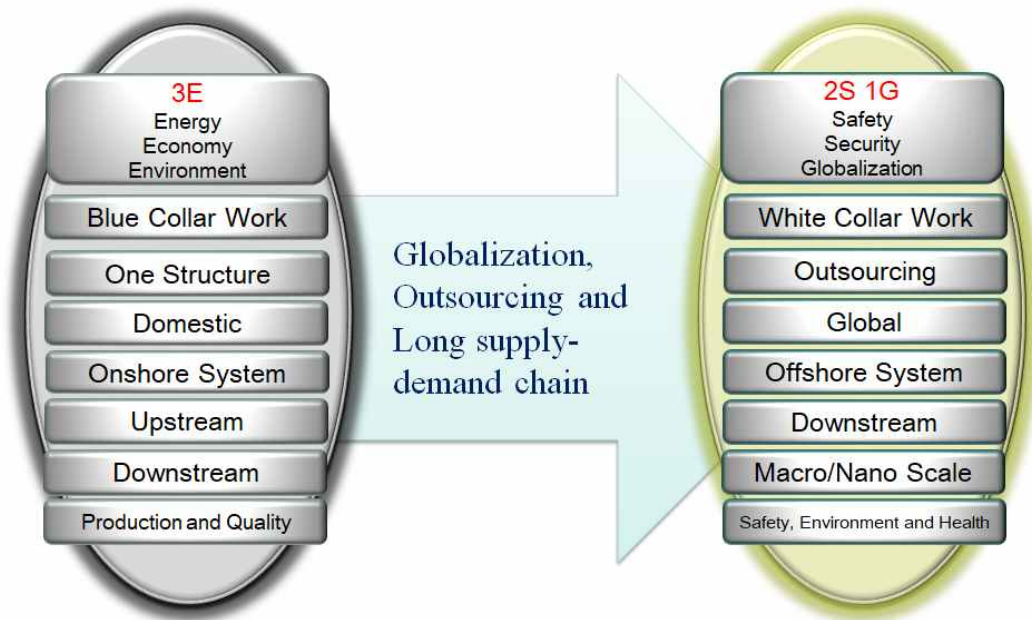 3E
Energy
Economy
Environment
Blue Collar Work
One Structure
Domestic
Onshore System
Upstream
Downstream
Production and Quality
Globalization,
Outsourcing and
Long supply-
demand chain
2S 1G
Safety
Security
Globalization
White Collar Work
Outsourcing
Global
Offshore System
Downstream
Macro/Nano Scale
Safety, Environment and Health